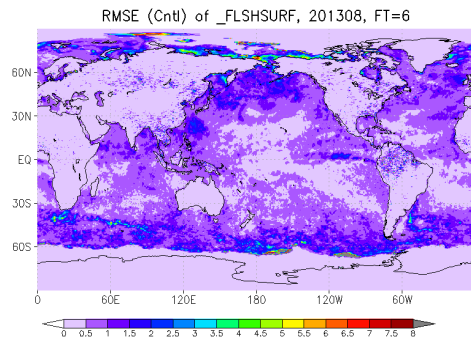 RMSE (Cntl) of _FLSHSURF, 201308, FT=6
60N
30N
EQ
30S
60S
0 60E 120E 180 120W 60W
0 0.5 1 1.5 2 2.5 3 3.5 4 4.5 5 5.5 6 6.5 7 7.5 8